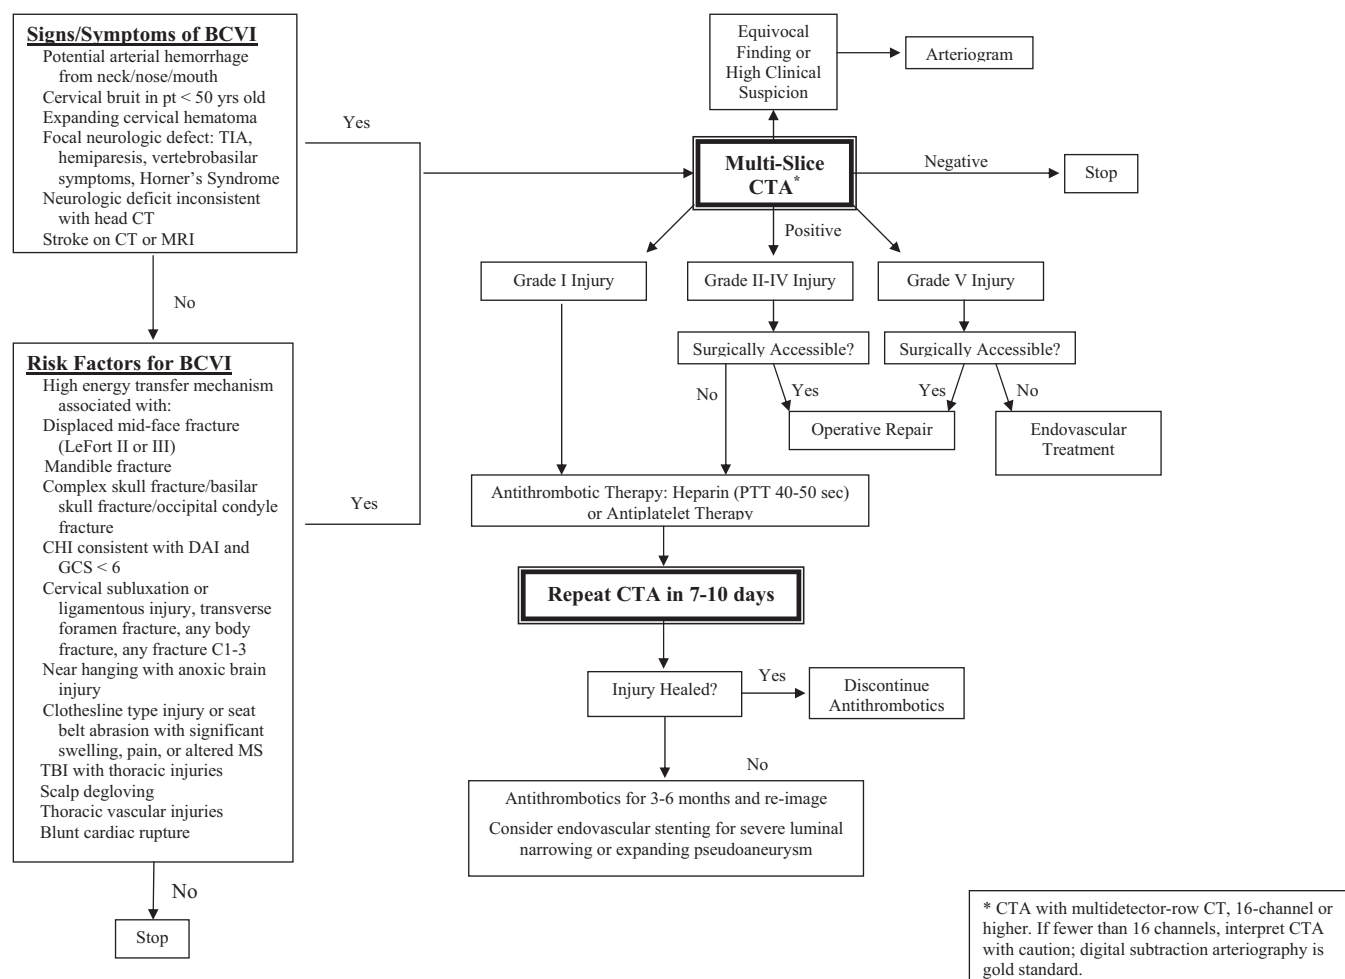 Signs/Symptoms of BCVI
Potential arterial hemorrhage
from neck/nose/mouth
Cervical bruit in pt < 50 yrs old
Expanding cervical hematoma
Focal neurologic defect: TIA,
hemiparesis, vertebrobasilar
symptoms, Horner's Syndrome
Neurologic deficit inconsistent
with head CT
Stroke on CT or MRI
Yes
No
Risk Factors for BCVI
High energy transfer mechanism
associated with:
Displaced mid-face fracture
(LeFort II or III)
Mandible fracture
Complex skull fracture/basilar
skull fracture/occipital condyle
fracture
CHI consistent with DAI and
GCS < 6
Cervical subluxation or
ligamentous injury, transverse
foramen fracture, any body
fracture, any fracture C1-3
Near hanging with anoxic brain
injury
Clothesline type injury or seat
belt abrasion with significant
swelling, pain, or altered MS
TBI with thoracic injuries
Scalp degloving
Thoracic vascular injuries
Blunt cardiac rupture
Yes
No
Stop
Equivocal
Finding or
High Clinical
Suspicion
Arteriogram
Multi-Slice
CTA*
Negative
Stop
Positive
Grade I Injury
Grade II-IV Injury
Grade V Injury
Surgically Accessible?
Surgically Accessible?
No
Yes
Yes
No
Operative Repair
Endovascular
Treatment
Antithrombotic Therapy: Heparin (PTT 40-50 sec)
or Antiplatelet Therapy
Repeat CTA in 7-10 days
Injury Healed?
Yes
Discontinue
Antithrombotics
No
Antithrombotics for 3-6 months and re-image
Consider endovascular stenting for severe luminal
narrowing or expanding pseudoaneurysm
* CTA with multidetector-row CT, 16-channel or
higher. If fewer than 16 channels, interpret CTA
with caution; digital subtraction arteriography is
gold standard.